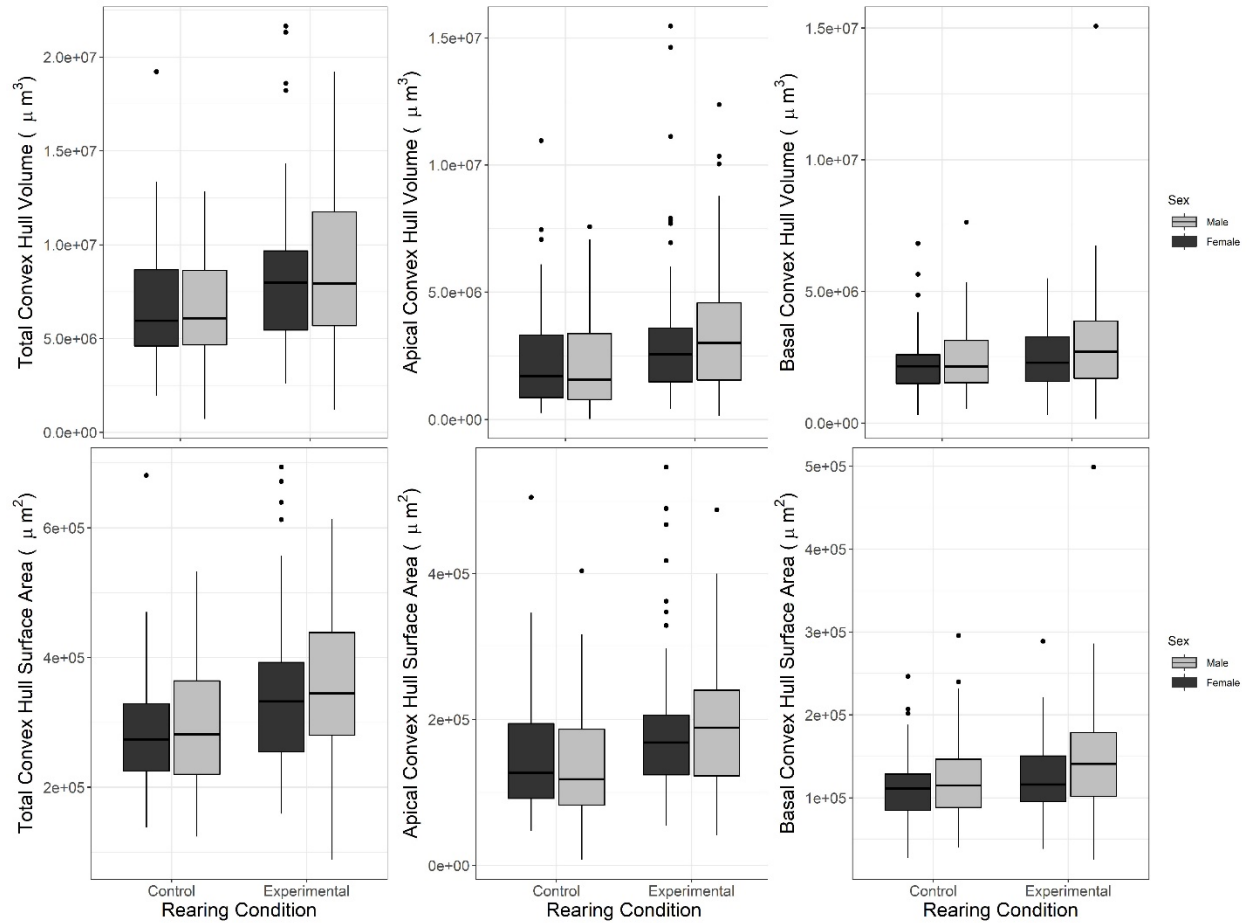 Total Convex Hull Volume ( μ m³)
2.0e+07
1.5e+07
1.0e+07
5.0e+06
0.0e+00
Apical Convex Hull Volume ( μ m³)
1.5e+07
1.0e+07
5.0e+06
0.0e+00
Basal Convex Hull Volume ( μ m³)
1.5e+07
1.0e+07
5.0e+06
0.0e+00
Sex
Male
Female
Total Convex Hull Surface Area ( μ m²)
6e+05
4e+05
2e+05
Control
Experimental
Rearing Condition
Apical Convex Hull Surface Area ( μ m²)
4e+05
2e+05
0e+00
Control
Experimental
Rearing Condition
Basal Convex Hull Surface Area ( μ m²)
5e+05
4e+05
3e+05
2e+05
1e+05
Control
Experimental
Rearing Condition
Sex
Male
Female